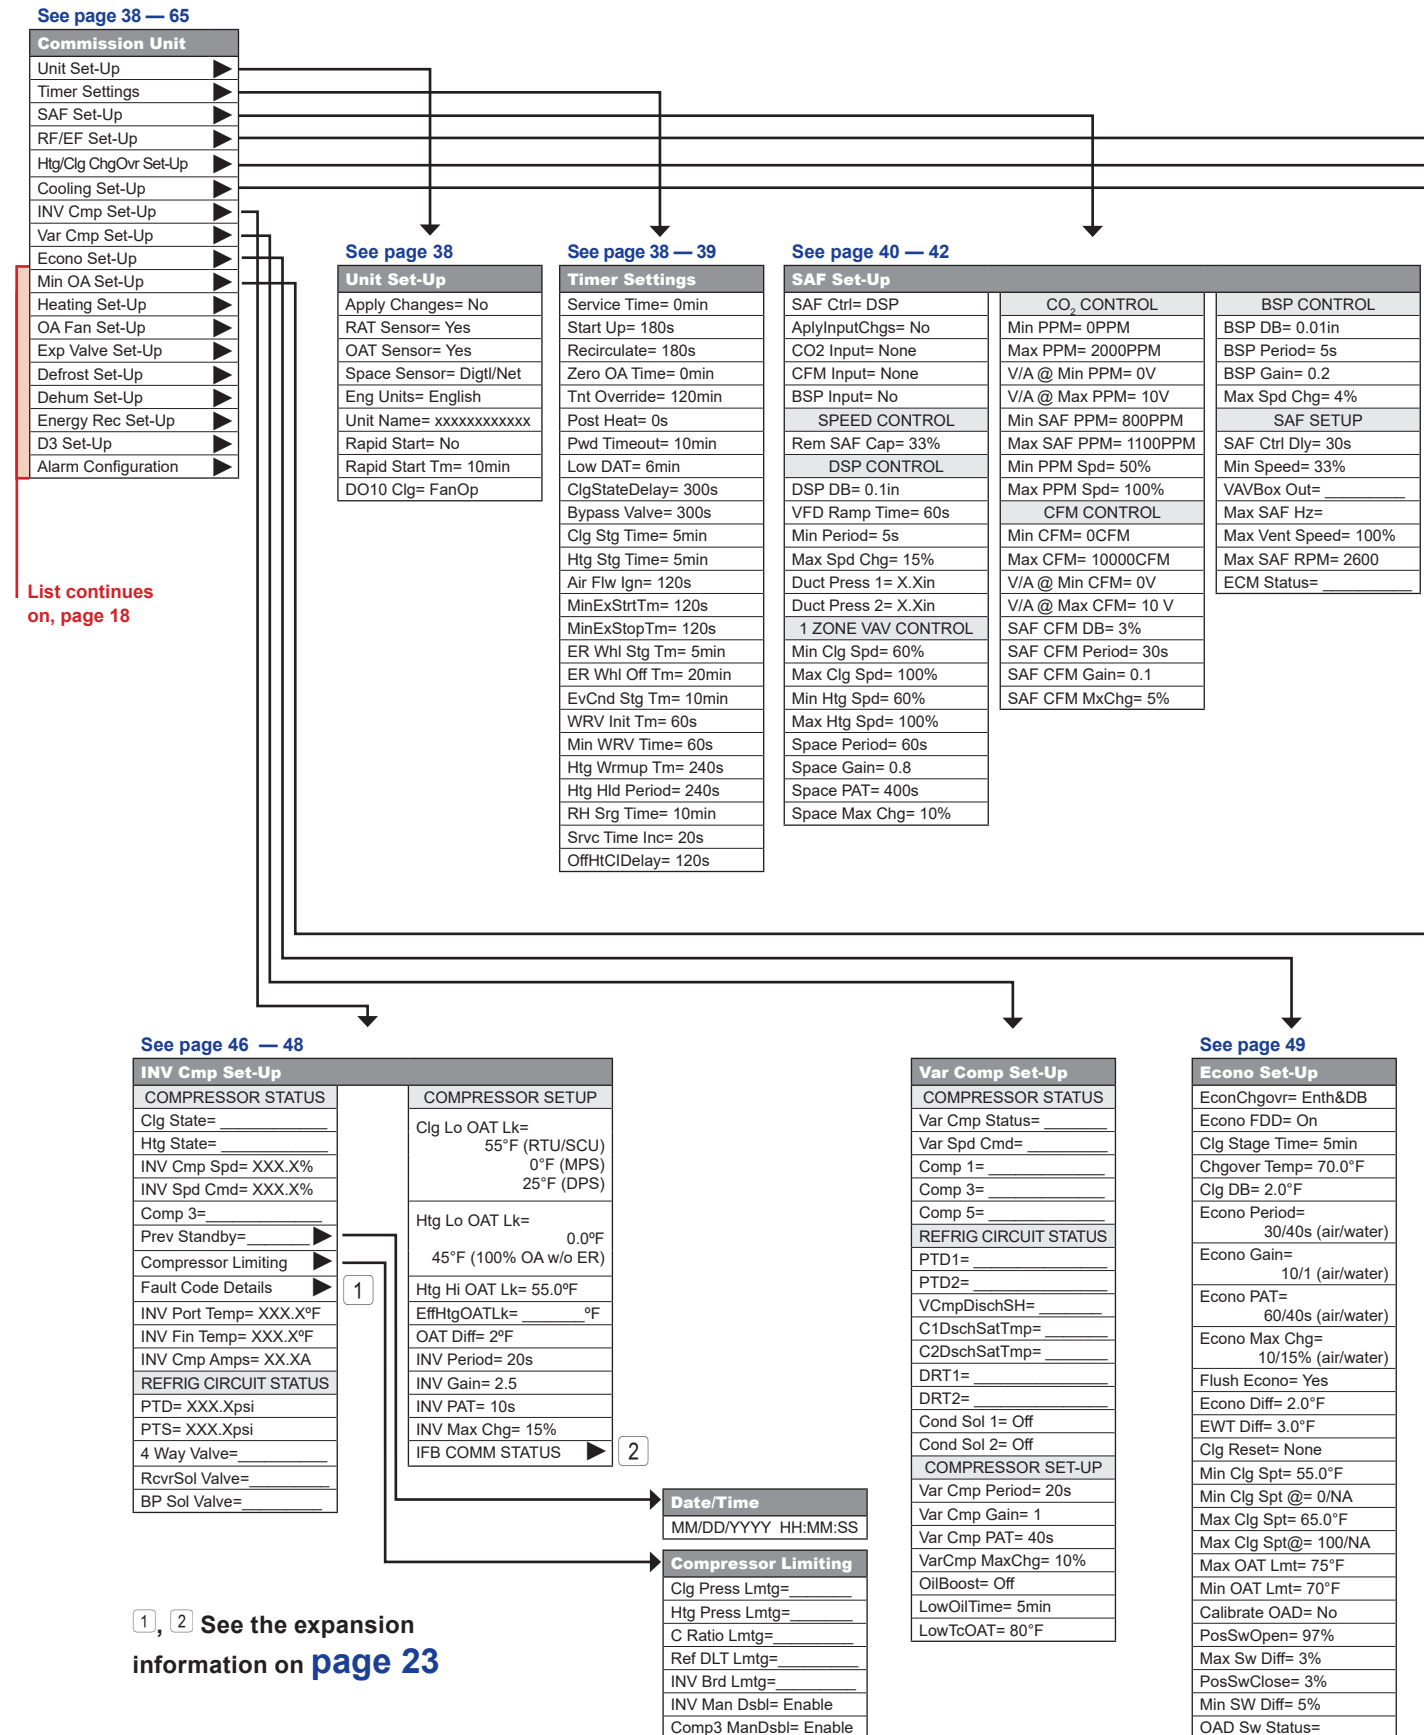 See page 38 — 65
Commission Unit
Unit Set-Up
Timer Settings
SAF Set-Up
RF/EF Set-Up
Htg/Clg ChgOvr Set-Up
Cooling Set-Up
INV Cmp Set-Up
Var Cmp Set-Up
Econo Set-Up
Min OA Set-Up
Heating Set-Up
OA Fan Set-Up
Exp Valve Set-Up
Defrost Set-Up
Dehum Set-Up
Energy Rec Set-Up
D3 Set-Up
Alarm Configuration
List continues
on, page 18
See page 38
Unit Set-Up
Apply Changes= No
RAT Sensor= Yes
OAT Sensor= Yes
Space Sensor= Digtl/Net
Eng Units= English
Unit Name= xxxxxxxxxxxx
Rapid Start= No
Rapid Start Tm= 10min
DO10 Clg= FanOp
See page 38 — 39
Timer Settings
Service Time= 0min
Start Up= 180s
Recirculate= 180s
Zero OA Time= 0min
Tnt Override= 120min
Post Heat= 0s
Pwd Timeout= 10min
Low DAT= 6min
ClgStateDelay= 300s
Bypass Valve= 300s
Clg Stg Time= 5min
Htg Stg Time= 5min
Air Flw Ign= 120s
MinExStrtTm= 120s
MinExStopTm= 120s
ER Whl Stg Tm= 5min
ER Whl Off Tm= 20min
EvCnd Stg Tm= 10min
WRV Init Tm= 60s
Min WRV Time= 60s
Htg Wrmup Tm= 240s
Htg Hld Period= 240s
RH Srg Time= 10min
Srvc Time Inc= 20s
OffHtClDelay= 120s
See page 40 — 42
SAF Set-Up
SAF Ctrl= DSP
AplyInputChgs= No
CO2 Input= None
CFM Input= None
BSP Input= No
SPEED CONTROL
Rem SAF Cap= 33%
DSP CONTROL
DSP DB= 0.1in
VFD Ramp Time= 60s
Min Period= 5s
Max Spd Chg= 15%
Duct Press 1= X.Xin
Duct Press 2= X.Xin
1 ZONE VAV CONTROL
Min Clg Spd= 60%
Max Clg Spd= 100%
Min Htg Spd= 60%
Max Htg Spd= 100%
Space Period= 60s
Space Gain= 0.8
Space PAT= 400s
Space Max Chg= 10%
CO₂ CONTROL
Min PPM= 0PPM
Max PPM= 2000PPM
V/A @ Min PPM= 0V
V/A @ Max PPM= 10V
Min SAF PPM= 800PPM
Max SAF PPM= 1100PPM
Min PPM Spd= 50%
Max PPM Spd= 100%
CFM CONTROL
Min CFM= 0CFM
Max CFM= 10000CFM
V/A @ Min CFM= 0V
V/A @ Max CFM= 10 V
SAF CFM DB= 3%
SAF CFM Period= 30s
SAF CFM Gain= 0.1
SAF CFM MxChg= 5%
BSP CONTROL
BSP DB= 0.01in
BSP Period= 5s
BSP Gain= 0.2
Max Spd Chg= 4%
SAF SETUP
SAF Ctrl Dly= 30s
Min Speed= 33%
VAVBox Out= _________
Max SAF Hz=
Max Vent Speed= 100%
Max SAF RPM= 2600
ECM Status= __________
See page 46 — 48
INV Cmp Set-Up
COMPRESSOR STATUS
Clg State= ____________
Htg State= ____________
INV Cmp Spd= XXX.X%
INV Spd Cmd= XXX.X%
Comp 3=_____________
Prev Standby=_______
Compressor Limiting
Fault Code Details
1
INV Port Temp= XXX.XºF
INV Fin Temp= XXX.XºF
INV Cmp Amps= XX.XA
REFRIG CIRCUIT STATUS
PTD= XXX.Xpsi
PTS= XXX.Xpsi
4 Way Valve=__________
RcvrSol Valve=_________
BP Sol Valve=_________
COMPRESSOR SETUP
Clg Lo OAT Lk=
55°F (RTU/SCU)
0°F (MPS)
25°F (DPS)
Htg Lo OAT Lk=
0.0ºF
45°F (100% OA w/o ER)
Htg Hi OAT Lk= 55.0ºF
EffHtgOATLk= _______°F
OAT Diff= 2ºF
INV Period= 20s
INV Gain= 2.5
INV PAT= 10s
INV Max Chg= 15%
IFB COMM STATUS
2
Date/Time
MM/DD/YYYY HH:MM:SS
Compressor Limiting
Clg Press Lmtg=_______
Htg Press Lmtg=_______
C Ratio Lmtg=_________
Ref DLT Lmtg=_________
INV Brd Lmtg=_________
INV Man Dsbl= Enable
Comp3 ManDsbl= Enable
Var Comp Set-Up
COMPRESSOR STATUS
Var Cmp Status= _______
Var Spd Cmd= _________
Comp 1= _____________
Comp 3= _____________
Comp 5= _____________
REFRIG CIRCUIT STATUS
PTD1= _______________
PTD2= _______________
VCmpDischSH= _______
C1DschSatTmp= _______
C2DschSatTmp= _______
DRT1= _______________
DRT2= _______________
Cond Sol 1= Off
Cond Sol 2= Off
COMPRESSOR SET-UP
Var Cmp Period= 20s
Var Cmp Gain= 1
Var Cmp PAT= 40s
VarCmp MaxChg= 10%
OilBoost= Off
LowOilTime= 5min
LowTcOAT= 80°F
See page 49
Econo Set-Up
EconChgovr= Enth&DB
Econo FDD= On
Clg Stage Time= 5min
Chgover Temp= 70.0°F
Clg DB= 2.0°F
Econo Period=
30/40s (air/water)
Econo Gain=
10/1 (air/water)
Econo PAT=
60/40s (air/water)
Econo Max Chg=
10/15% (air/water)
Flush Econo= Yes
Econo Diff= 2.0°F
EWT Diff= 3.0°F
Clg Reset= None
Min Clg Spt= 55.0°F
Min Clg Spt @= 0/NA
Max Clg Spt= 65.0°F
Max Clg Spt@= 100/NA
Max OAT Lmt= 75°F
Min OAT Lmt= 70°F
Calibrate OAD= No
PosSwOpen= 97%
Max Sw Diff= 3%
PosSwClose= 3%
Min SW Diff= 5%
OAD Sw Status=
1, 2 See the expansion
information on page 23